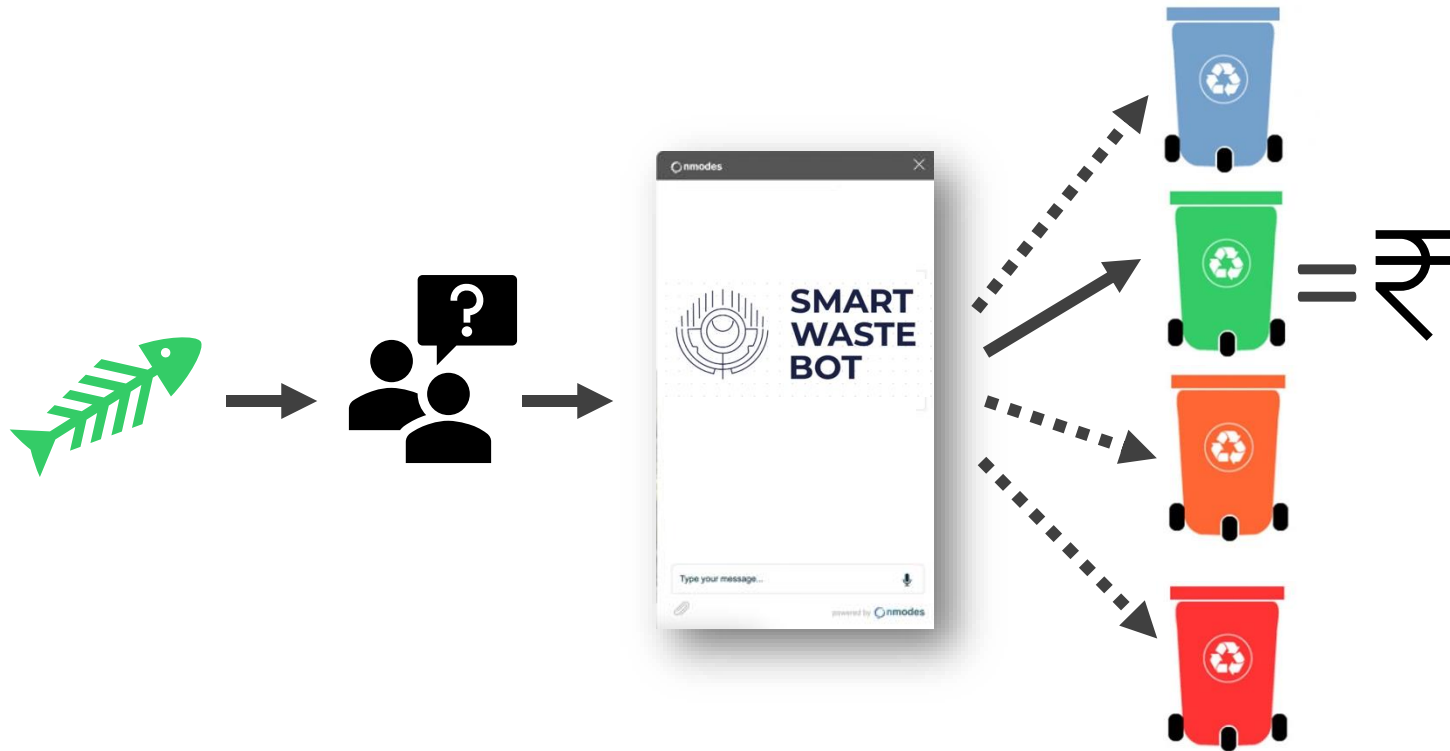 ?
nmodes
SMART
WASTE
BOT
Type your message...
powered by nmodes
= ₹